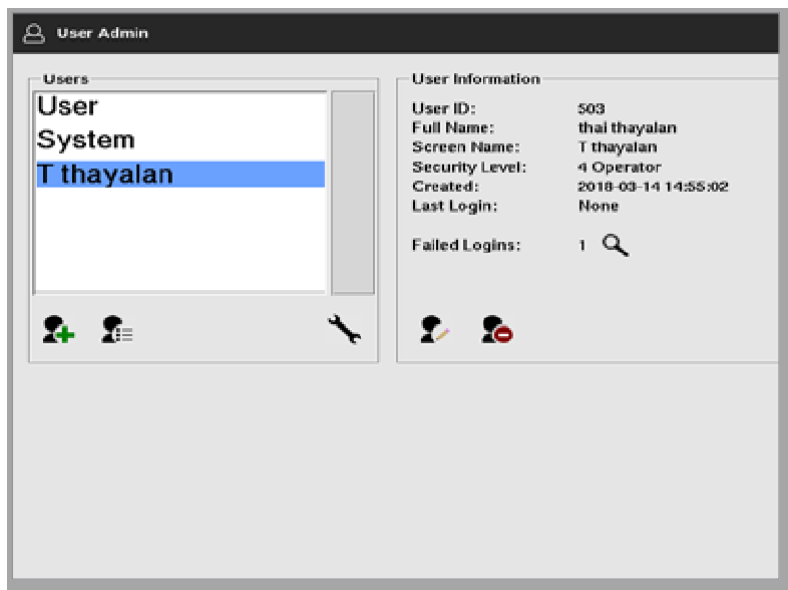 User Admin
Users
User
System
T thayalan
User Information
User ID: 503
Full Name: thai thayalan
Screen Name: T thayalan
Security Level: 4 Operator
Created: 2018-03-14 14:55:02
Last Login: None
Failed Logins: 1